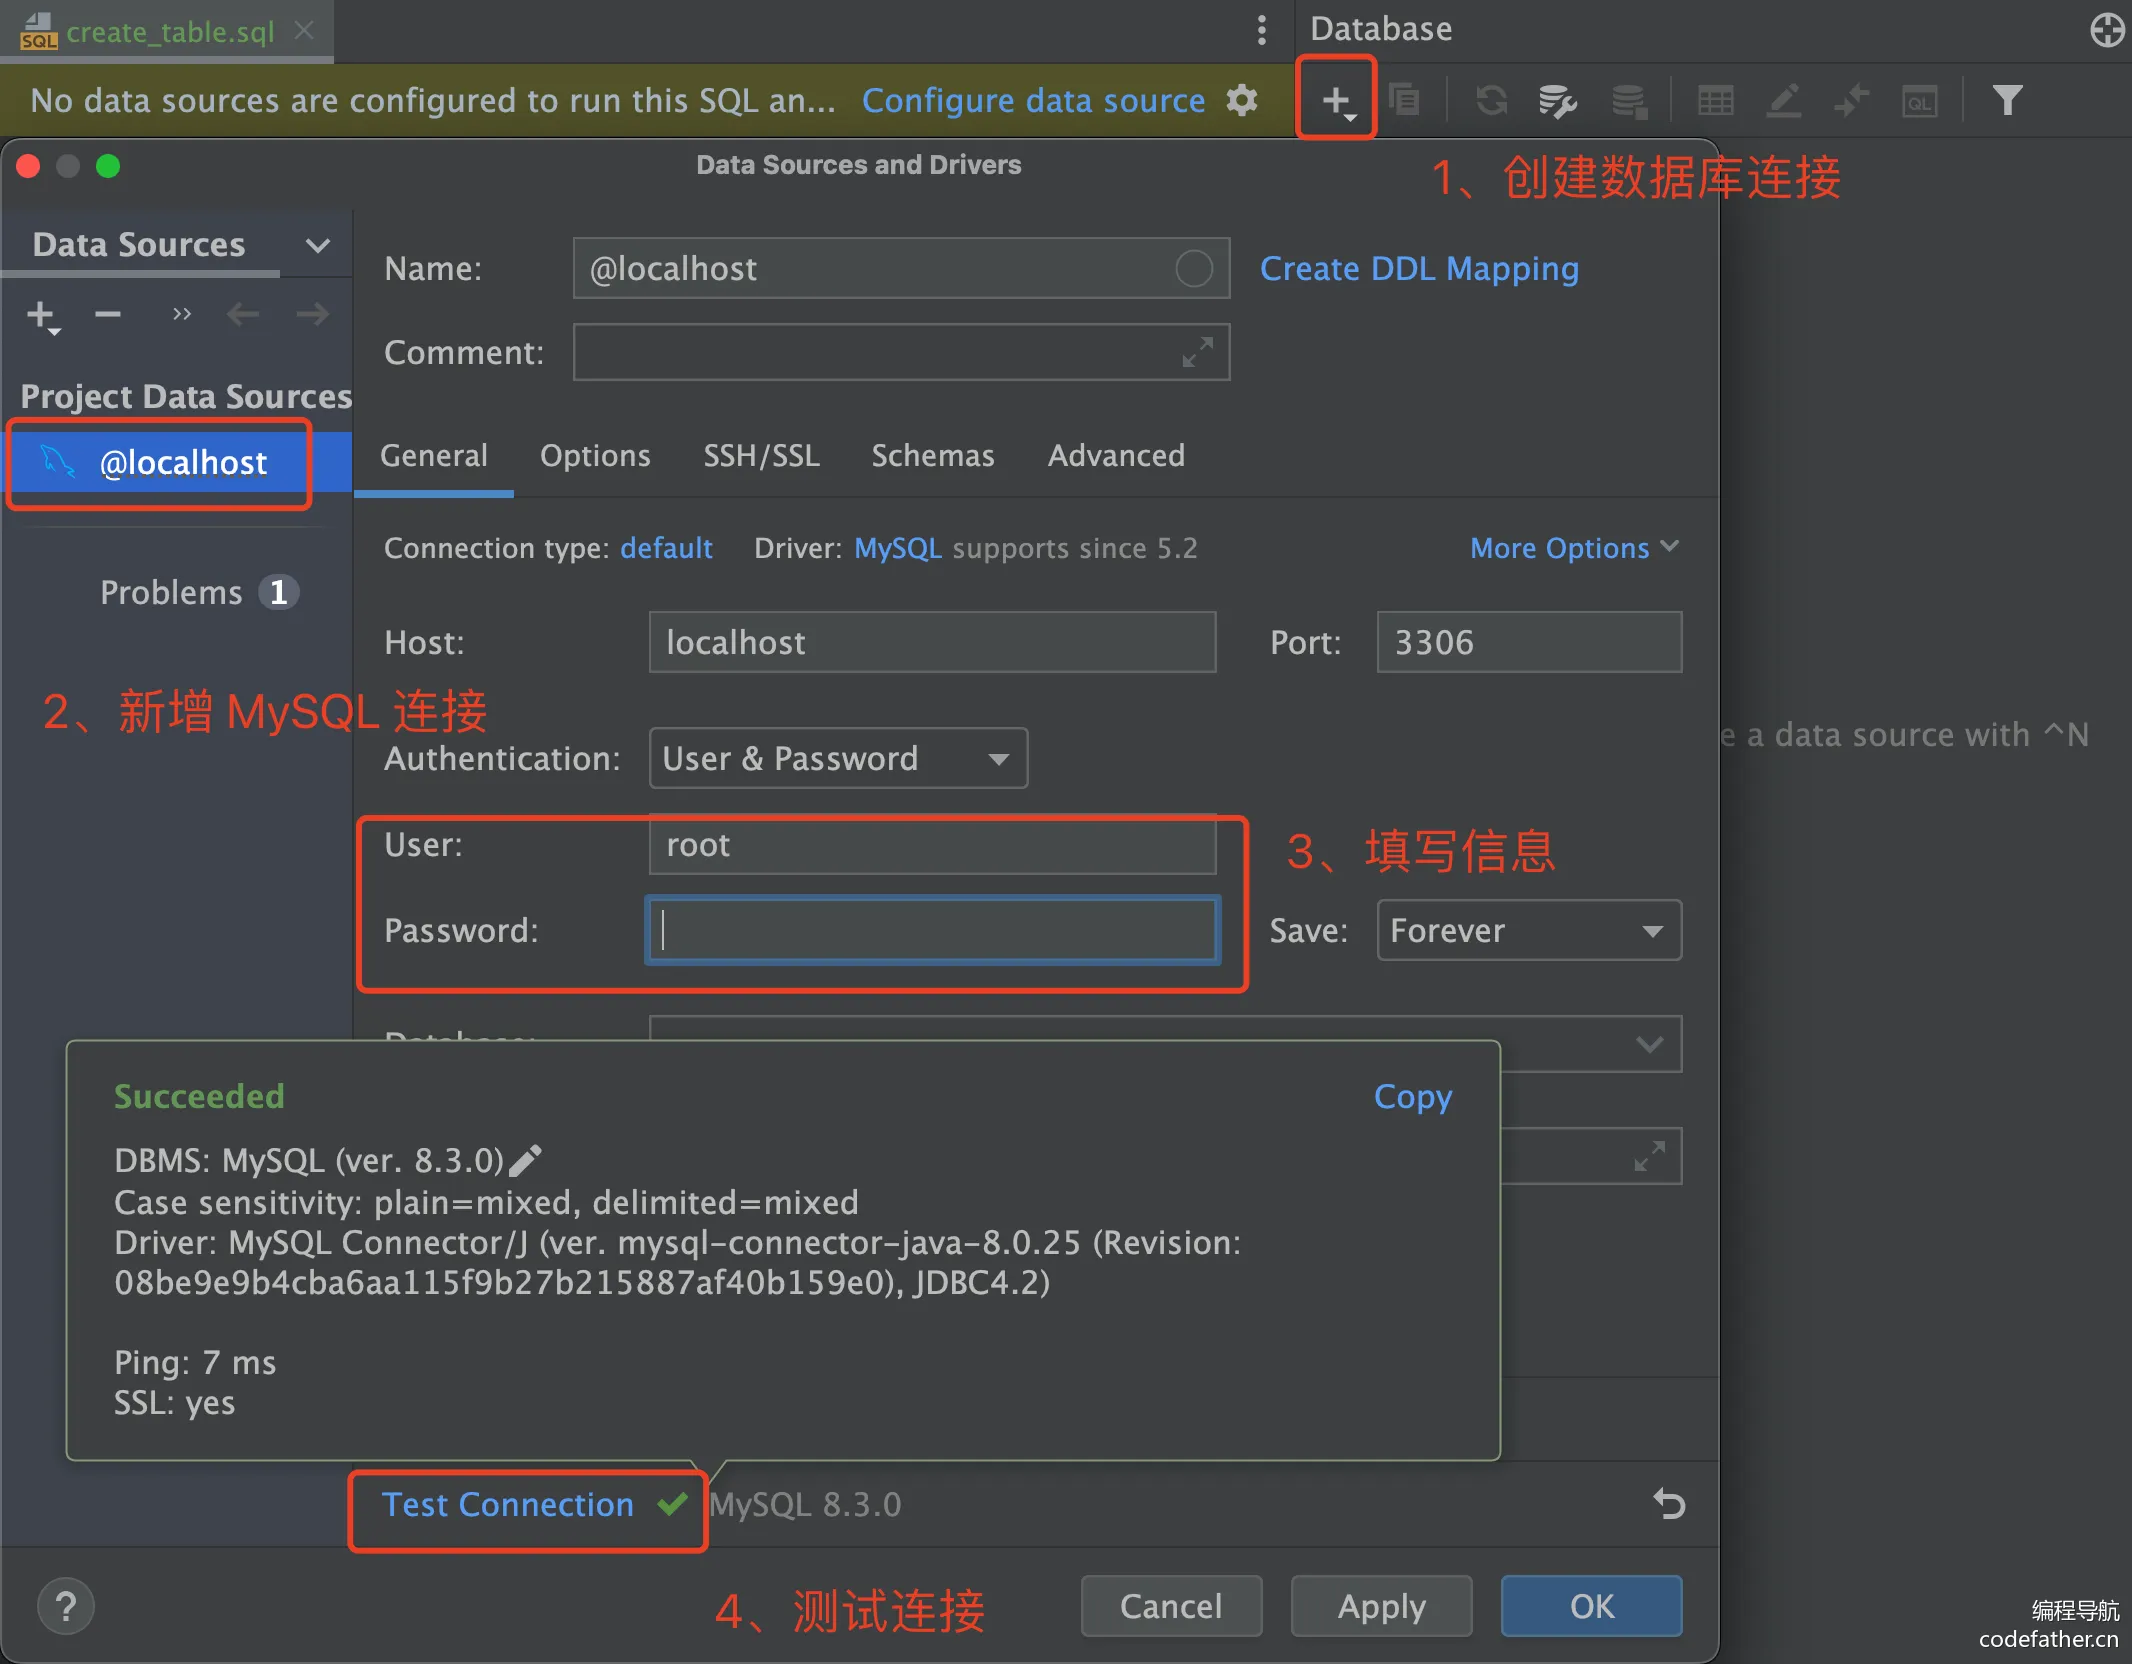 create_table.sql
Database
No data sources are configured to run this SQL an... Configure data source
1、创建数据库连接
Data Sources and Drivers
Data Sources
Name: @localhost Create DDL Mapping
Comment:
Project Data Sources
@localhost
General Options SSH/SSL Schemas Advanced
Connection type: default Driver: MySQL supports since 5.2 More Options
Problems 1
Host: localhost Port: 3306
2、新增 MySQL 连接
e a data source with ^N
Authentication: User & Password
User: root
3、填写信息
Password: Save: Forever
Database:
Succeeded Copy
DBMS: MySQL (ver. 8.3.0)
Case sensitivity: plain=mixed, delimited=mixed
Driver: MySQL Connector/J (ver. mysql-connector-java-8.0.25 (Revision:
08be9e9b4cba6aa115f9b27b215887af40b159e0), JDBC4.2)
Ping: 7 ms
SSL: yes
Test Connection MySQL 8.3.0
4、测试连接
? Cancel Apply OK
编程导航
codefather.cn
SQL
QL